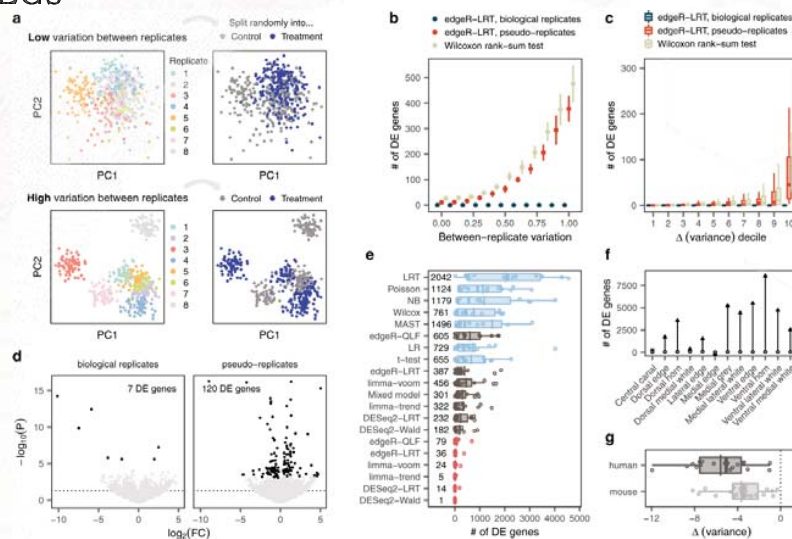 a
Split randomly into...
Low variation between replicates
Control Treatment
Replicate
1
2
3
4
5
6
7
8
PC2
PC1
PC1
High variation between replicates
Control Treatment
1
2
3
4
5
6
7
8
PC2
PC1
PC1
b
edgeR-LRT, biological replicates
edgeR-LRT, pseudo-replicates
Wilcoxon rank-sum test
# of DE genes
500
400
300
200
100
0
0.00 0.25 0.50 0.75 1.00
Between-replicate variation
c
edgeR-LRT, biological replicates
edgeR-LRT, pseudo-replicates
Wilcoxon rank-sum test
# of DE genes
300
200
100
0
1 2 3 4 5 6 7 8 9 10
Δ (variance) decile
d
biological replicates pseudo-replicates
7 DE genes
120 DE genes
−log10(P)
15
10
5
0
-10 -5 0 5 -10 -5 0 5
log2(FC)
e
LRT 2042
Poisson 1124
NB 1179
Wilcox 761
MAST 1496
edgeR-QLF 605
LR 729
t-test 655
edgeR-LRT 387
limma-voom 456
Mixed model 301
limma-trend 322
DESeq2-LRT 232
DESeq2-Wald 182
edgeR-QLF 79
edgeR-LRT 36
limma-voom 24
limma-trend 5
DESeq2-LRT 14
DESeq2-Wald 1
0 1000 2000 3000 4000 5000
# of DE genes
f
# of DE genes
7500
5000
2500
0
Central canal
Dorsal edge
Dorsal horn
Dorsal medial white
Lateral edge
Medial edge
Medial grey
Medial lateral white
Ventral edge
Ventral horn
Ventral lateral white
Ventral medial white
g
human
mouse
-12 -8 -4 0
Δ (variance)